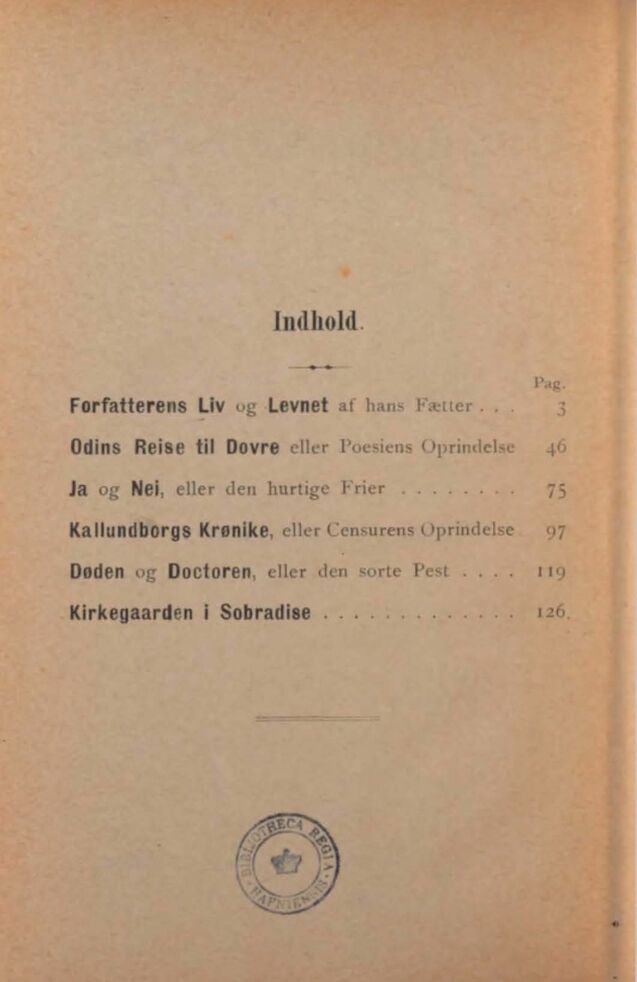 Indhold.
Pag.
Forfatterens Liv og Levnet af hans Fætter . . . 3
Odins Reise til Dovre eller Poesiens Oprindelse 46
Ja og Nei, eller den hurtige Frier . . . . . . . . 75
Kallundborgs Krønike, eller Censurens Oprindelse 97
Døden og Doctoren, eller den sorte Pest . . . . 119
Kirkegaarden i Sobradise . . . . . . . . . . . . . 126.
BIBLIOTHECA REGIA
HAFNIENSIS